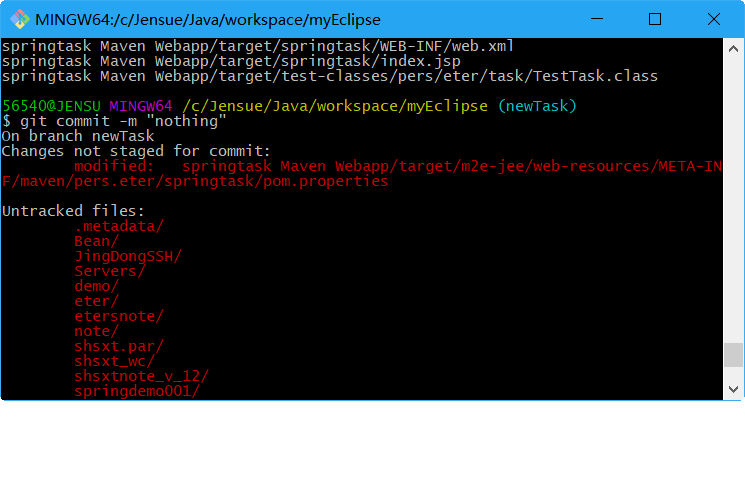 MINGW64:/c/Jensue/Java/workspace/myEclipse
springtask Maven Webapp/target/springtask/WEB-INF/web.xml
springtask Maven Webapp/target/springtask/index.jsp
springtask Maven Webapp/target/test-classes/pers/eter/task/TestTask.class
56540@JENSU MINGW64 /c/Jensue/Java/workspace/myEclipse (newTask)
$ git commit -m "nothing"
On branch newTask
Changes not staged for commit:
modified:   springtask Maven Webapp/target/m2e-jee/web-resources/META-IN
F/maven/pers.eter/springtask/pom.properties
Untracked files:
.metadata/
Bean/
JingDongSSH/
Servers/
demo/
eter/
etersnote/
note/
shsxt.par/
shsxt_wc/
shsxtnote_v_12/
springdemo001/